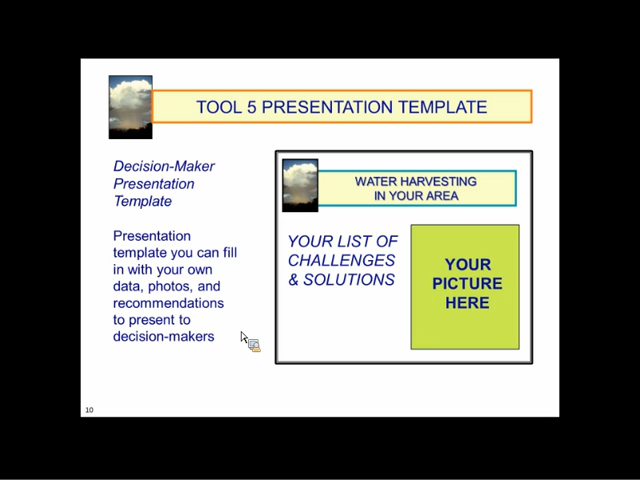 TOOL 5 PRESENTATION TEMPLATE
Decision-Maker
Presentation
Template
Presentation
template you can fill
in with your own
data, photos, and
recommendations
to present to
decision-makers
WATER HARVESTING
IN YOUR AREA
YOUR LIST OF
CHALLENGES
& SOLUTIONS
YOUR
PICTURE
HERE
10